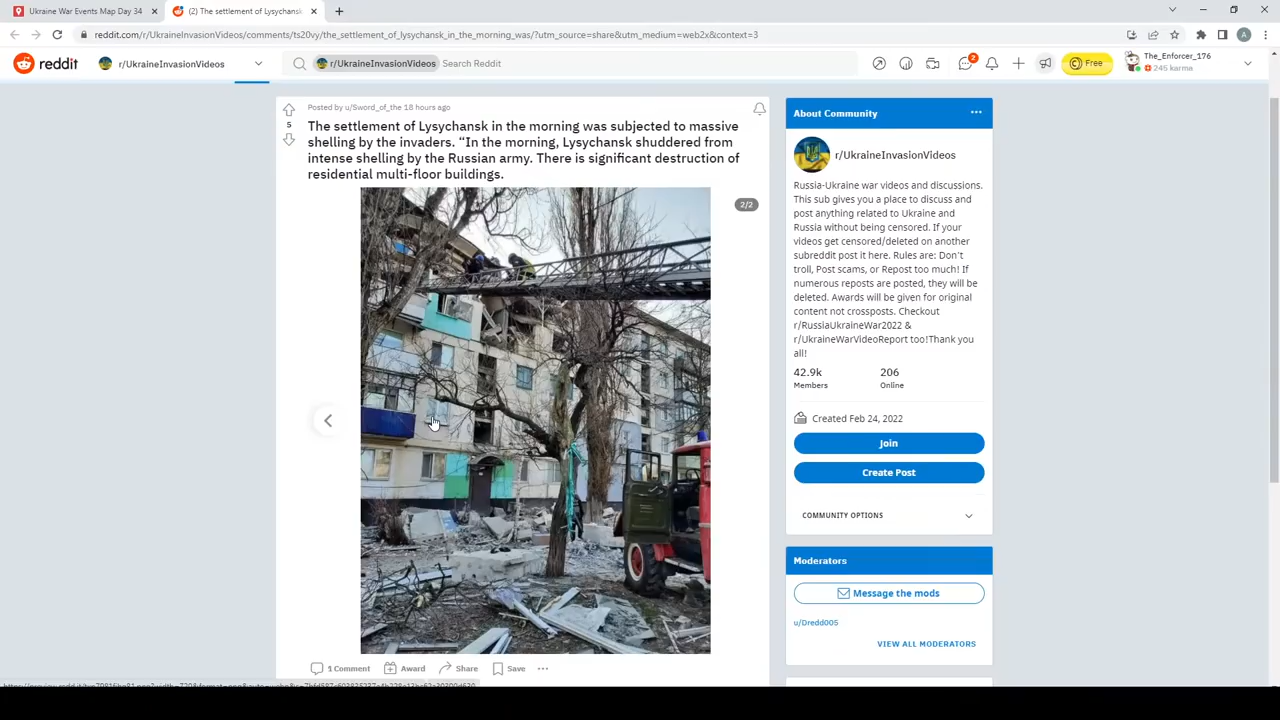 Ukraine War Events Map Day 34
(2) The settlement of Lysychansk
reddit.com/r/UkraineInvasionVideos/comments/ts20vy/the_settlement_of_lysychansk_in_the_morning_was/?utm_source=share&utm_medium=web2x&context=3
A
reddit
r/UkraineInvasionVideos
r/UkraineInvasionVideos Search Reddit
2
Free
The_Enforcer_176
245 karma
Posted by u/Sword_of_the 18 hours ago
5
The settlement of Lysychansk in the morning was subjected to massive
shelling by the invaders. “In the morning, Lysychansk shuddered from
intense shelling by the Russian army. There is significant destruction of
residential multi-floor buildings.
2/2
1 Comment Award Share Save
About Community
r/UkraineInvasionVideos
Russia-Ukraine war videos and discussions.
This sub gives you a place to discuss and
post anything related to Ukraine and
Russia without being censored. If your
videos get censored/deleted on another
subreddit post it here. Rules are: Don't
troll, Post scams, or Repost too much! If
numerous reposts are posted, they will be
deleted. Awards will be given for original
content not crossposts. Checkout
r/RussiaUkraineWar2022 &
r/UkraineWarVideoReport too!Thank you
all!
42.9k 206
Members Online
Created Feb 24, 2022
Join
Create Post
COMMUNITY OPTIONS
Moderators
Message the mods
u/Dredd005
VIEW ALL MODERATORS